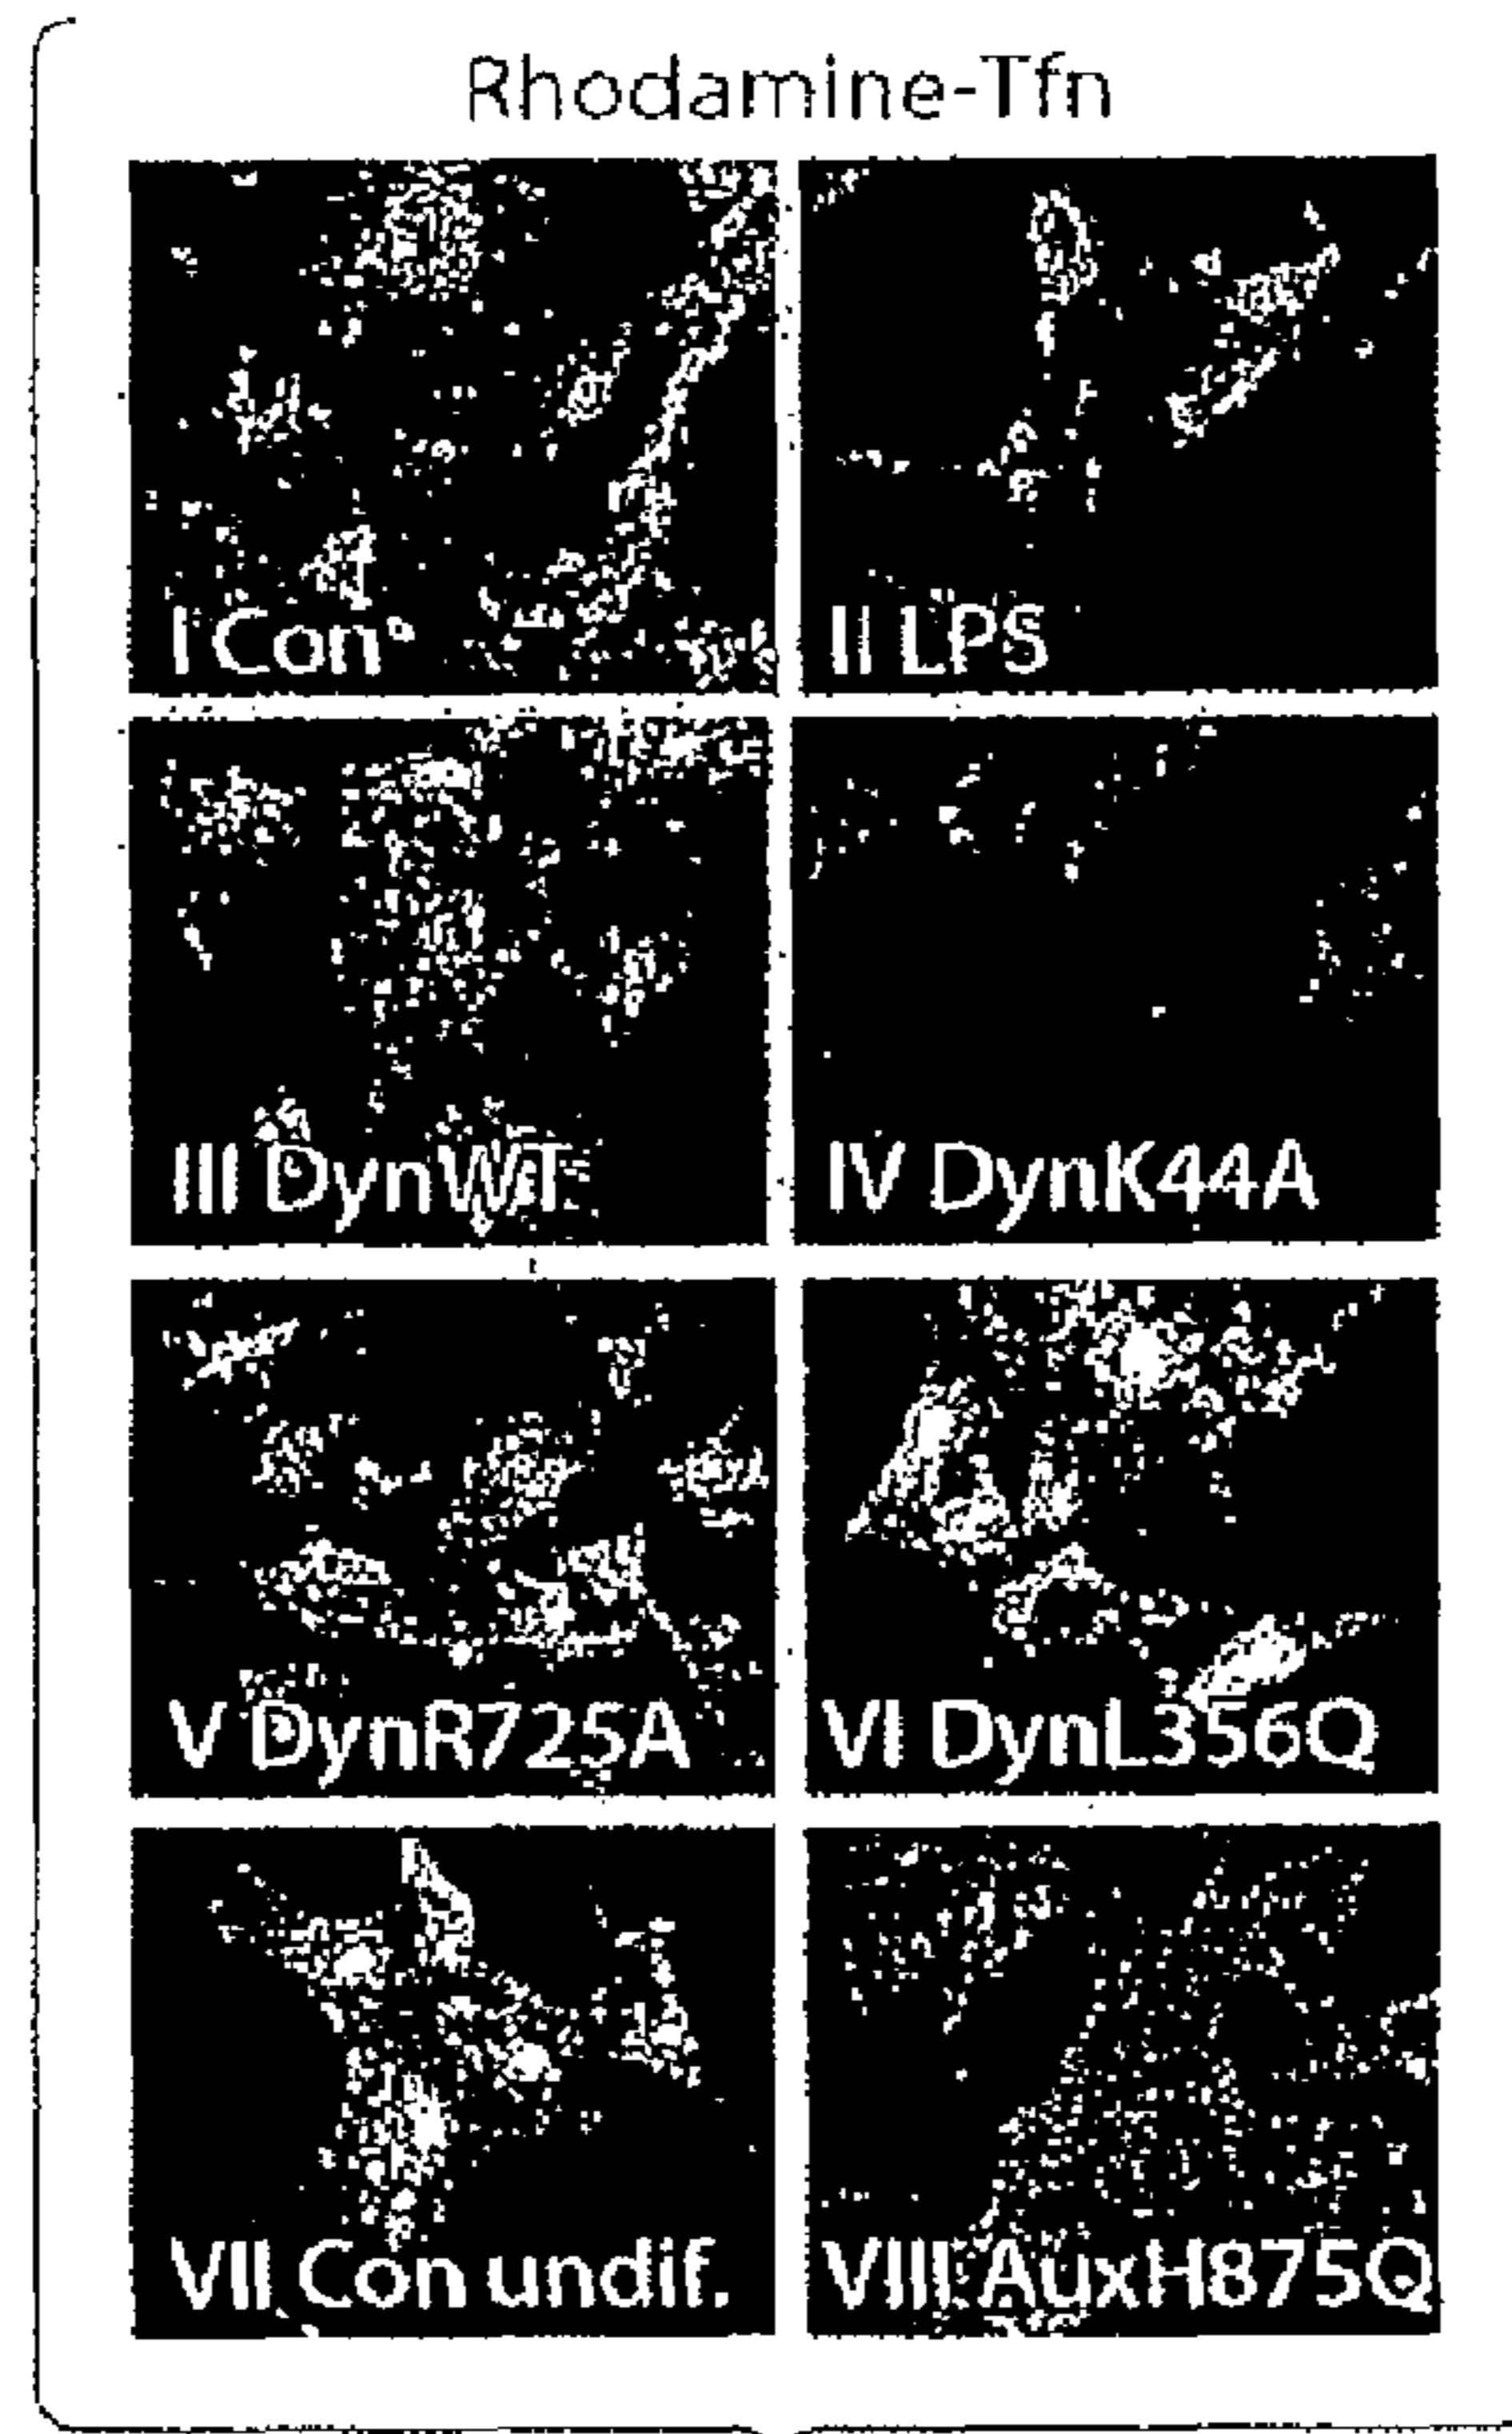 Rhodamine-Tfn
I Con
II LPS
III DynWT
IV DynK44A
V DynR725A
VI DynL356Q
VII Con undif.
VIII AuxH875Q